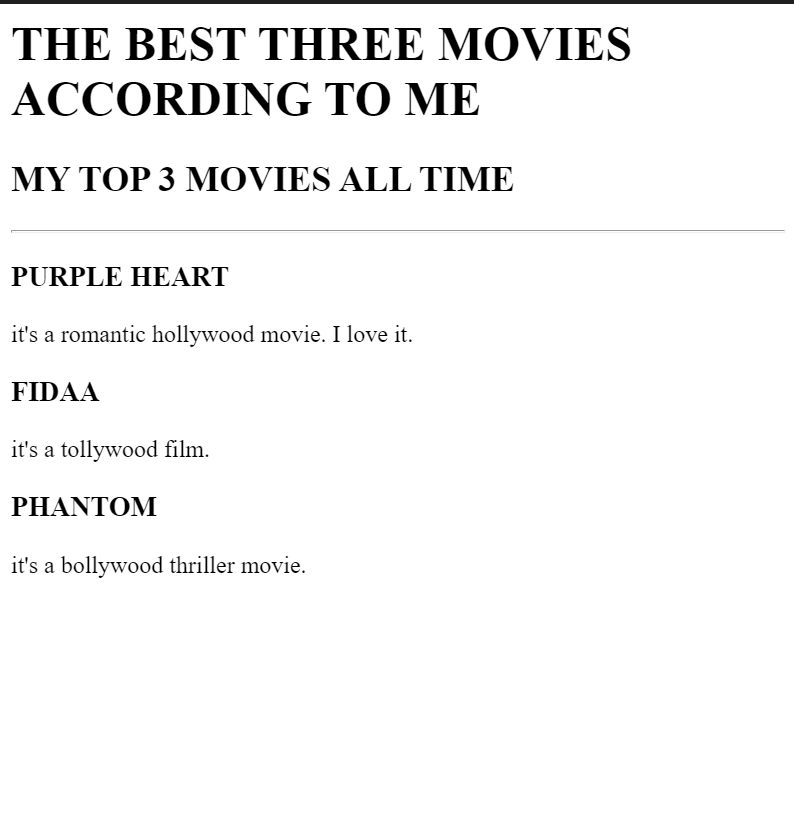 THE BEST THREE MOVIES
ACCORDING TO ME
MY TOP 3 MOVIES ALL TIME
PURPLE HEART
it's a romantic hollywood movie. I love it.
FIDAA
it's a tollywood film.
PHANTOM
it's a bollywood thriller movie.